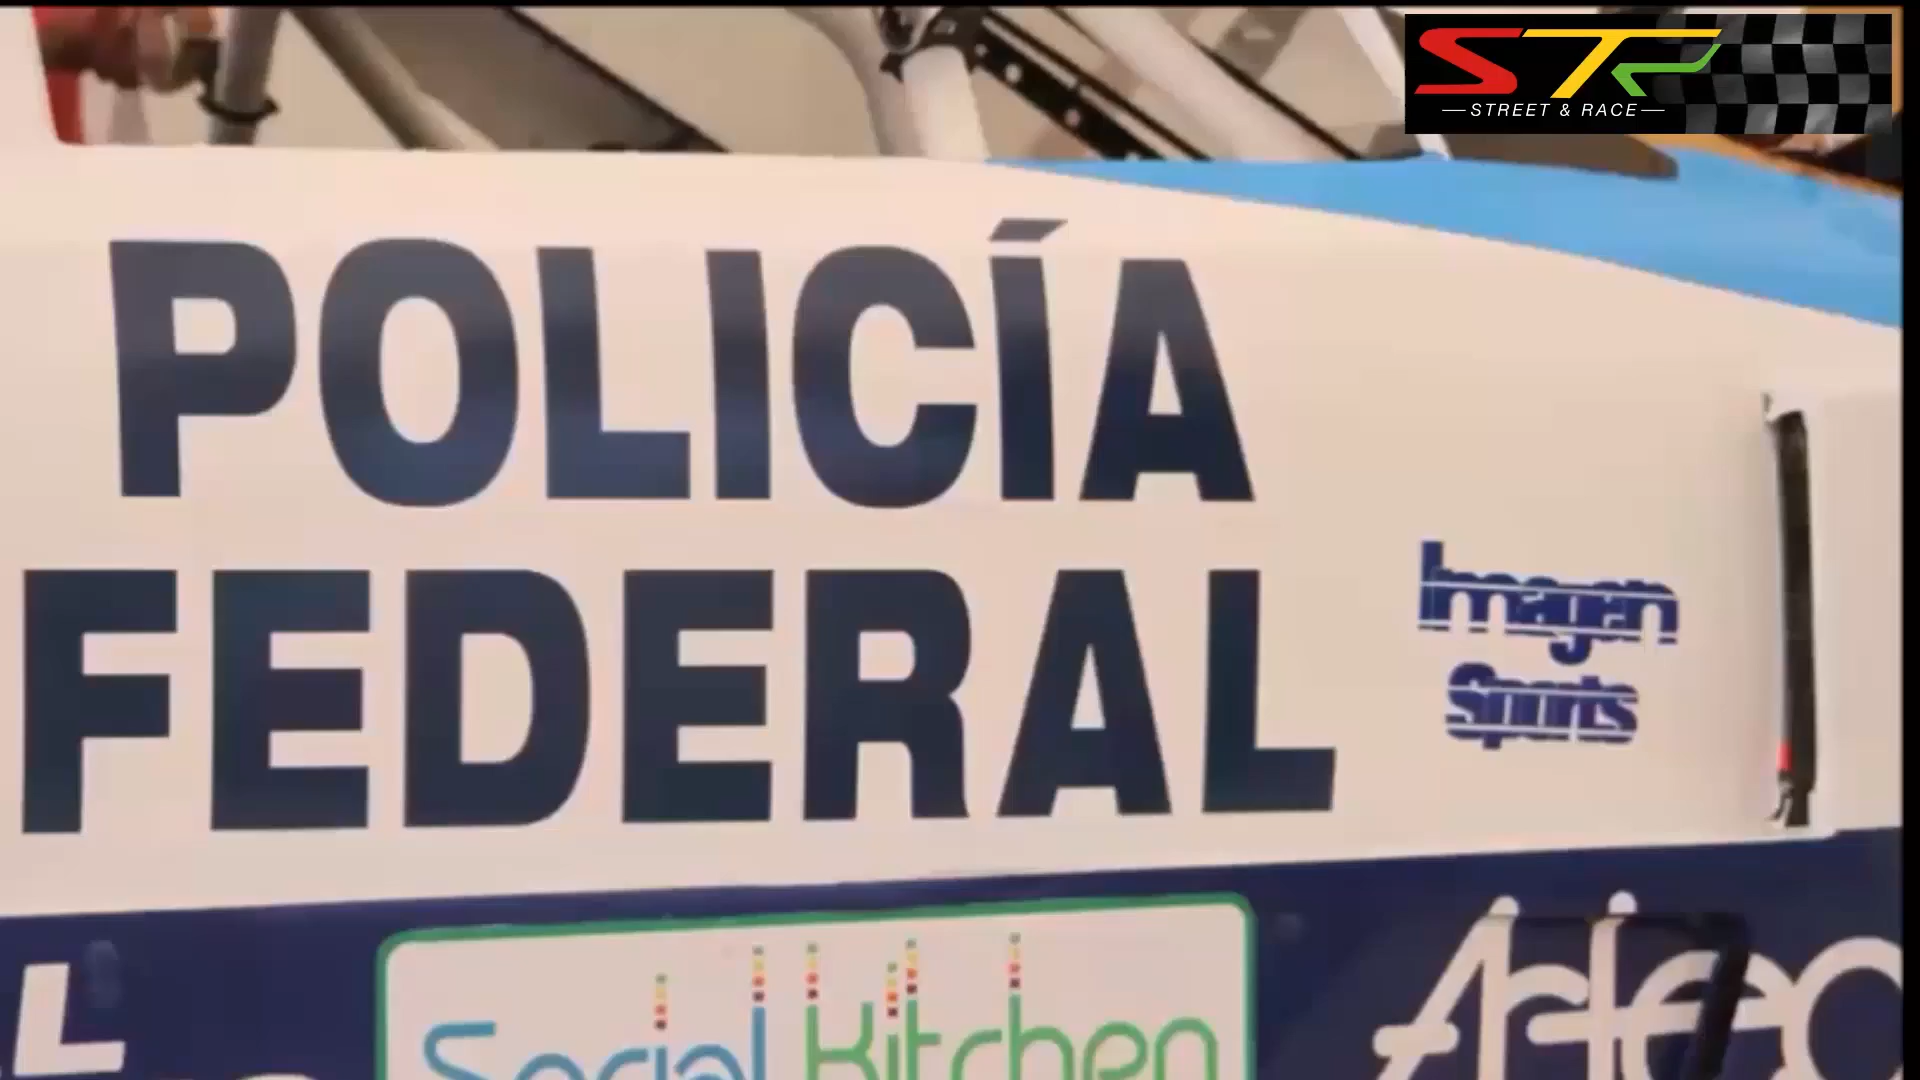 STR
STREET & RACE
POLICÍA
FEDERAL
Imagen
Sports
Social Kitchen